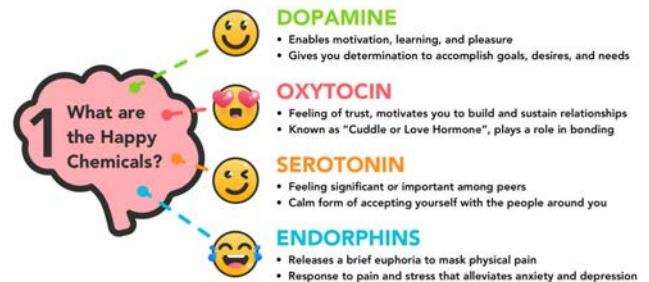 1
What are
the Happy
Chemicals?
DOPAMINE
• Enables motivation, learning, and pleasure
• Gives you determination to accomplish goals, desires, and needs
OXYTOCIN
• Feeling of trust, motivates you to build and sustain relationships
• Known as “Cuddle or Love Hormone”, plays a role in bonding
SEROTONIN
• Feeling significant or important among peers
• Calm form of accepting yourself with the people around you
ENDORPHINS
• Releases a brief euphoria to mask physical pain
• Response to pain and stress that alleviates anxiety and depression